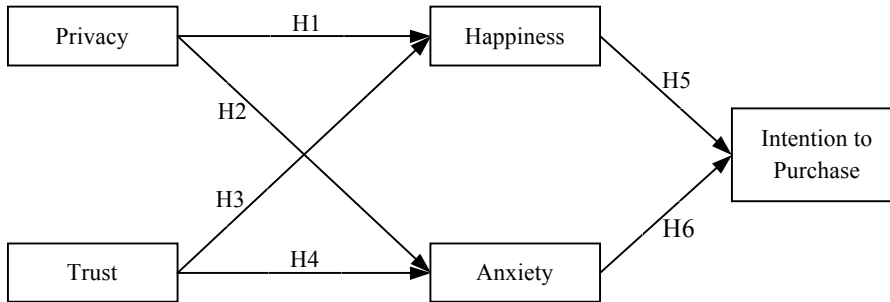 Privacy
H1
Happiness
H2
H5
Intention to
Purchase
H3
H6
Trust
H4
Anxiety